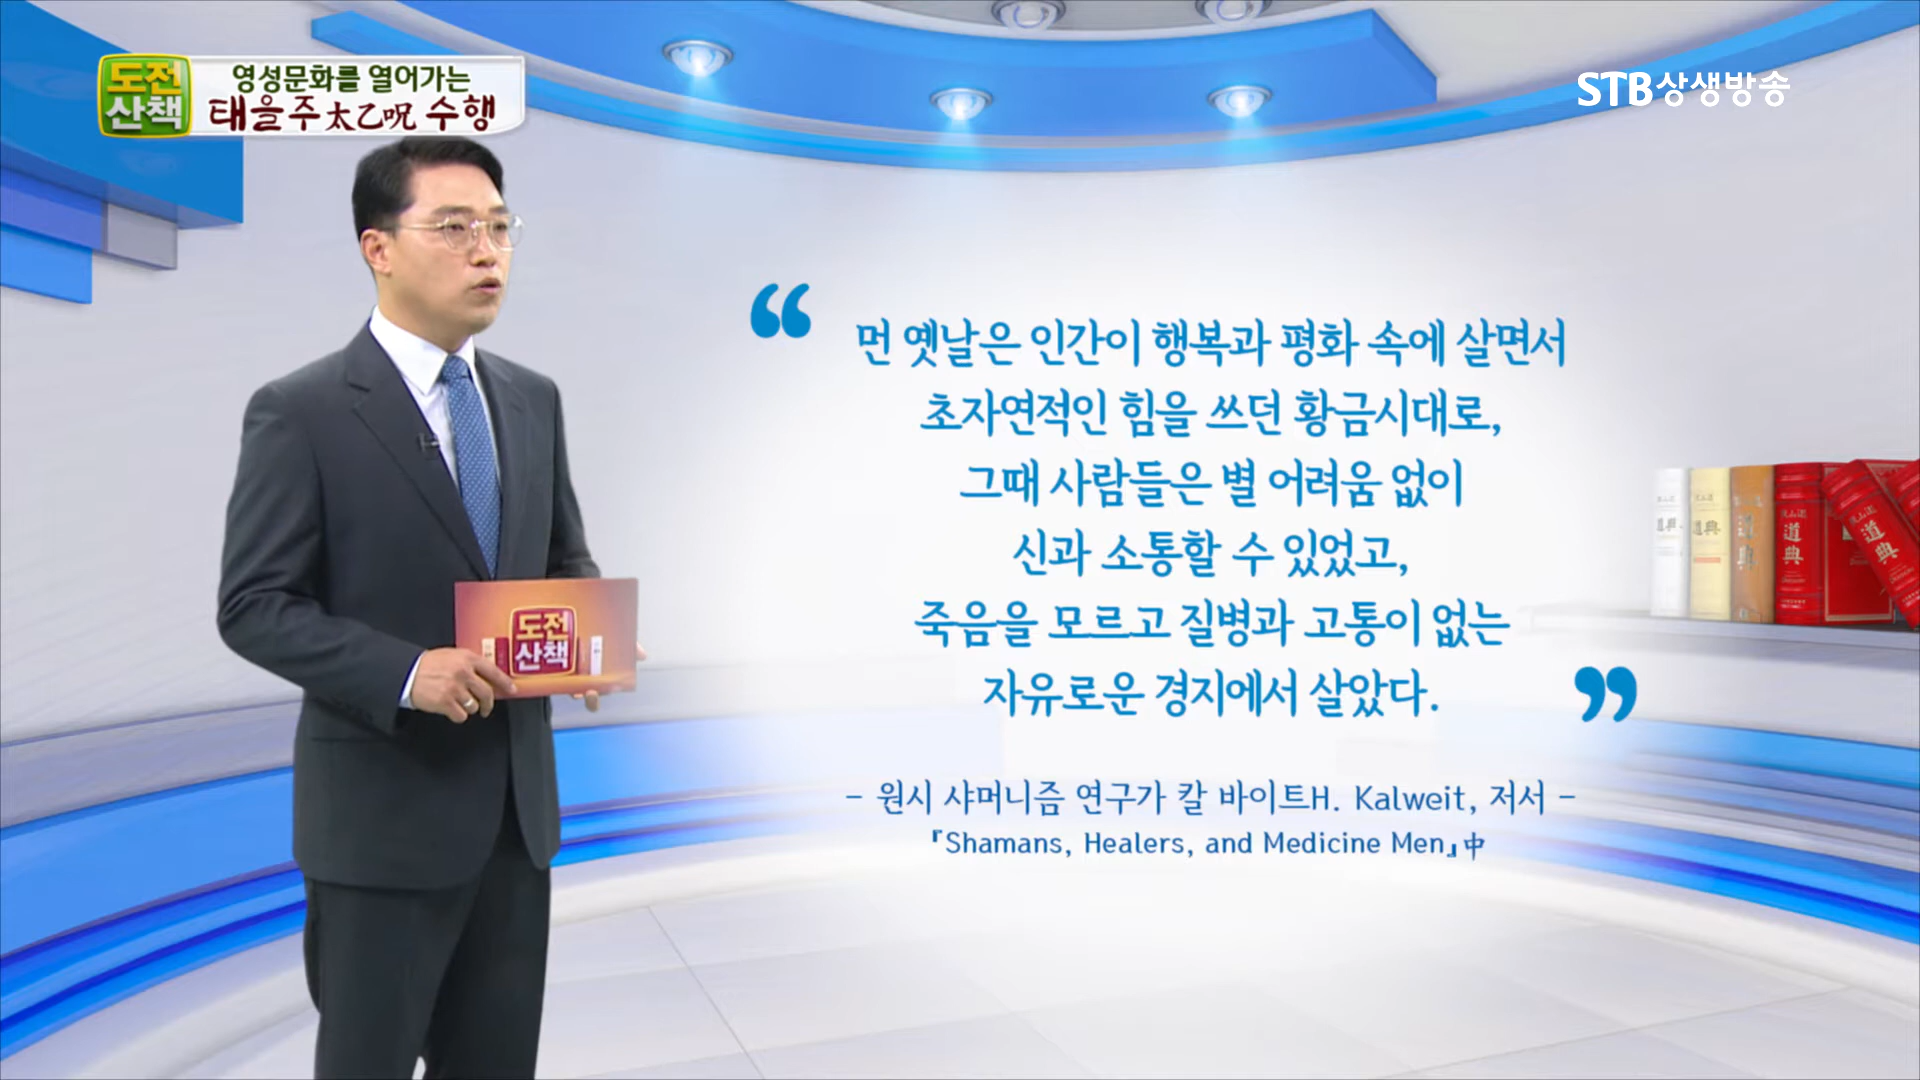 도전
산책
영성문화를 열어가는
태을주太乙呪 수행
STB상생방송
“먼 옛날은 인간이 행복과 평화 속에 살면서
초자연적인 힘을 쓰던 황금시대로,
그때 사람들은 별 어려움 없이
신과 소통할 수 있었고,
죽음을 모르고 질병과 고통이 없는
자유로운 경지에서 살았다.”
- 원시 샤머니즘 연구가 칼 바이트H. Kalweit, 저서 -
『Shamans, Healers, and Medicine Men』中
도전
산책
道典
道典
道典
道典
道典